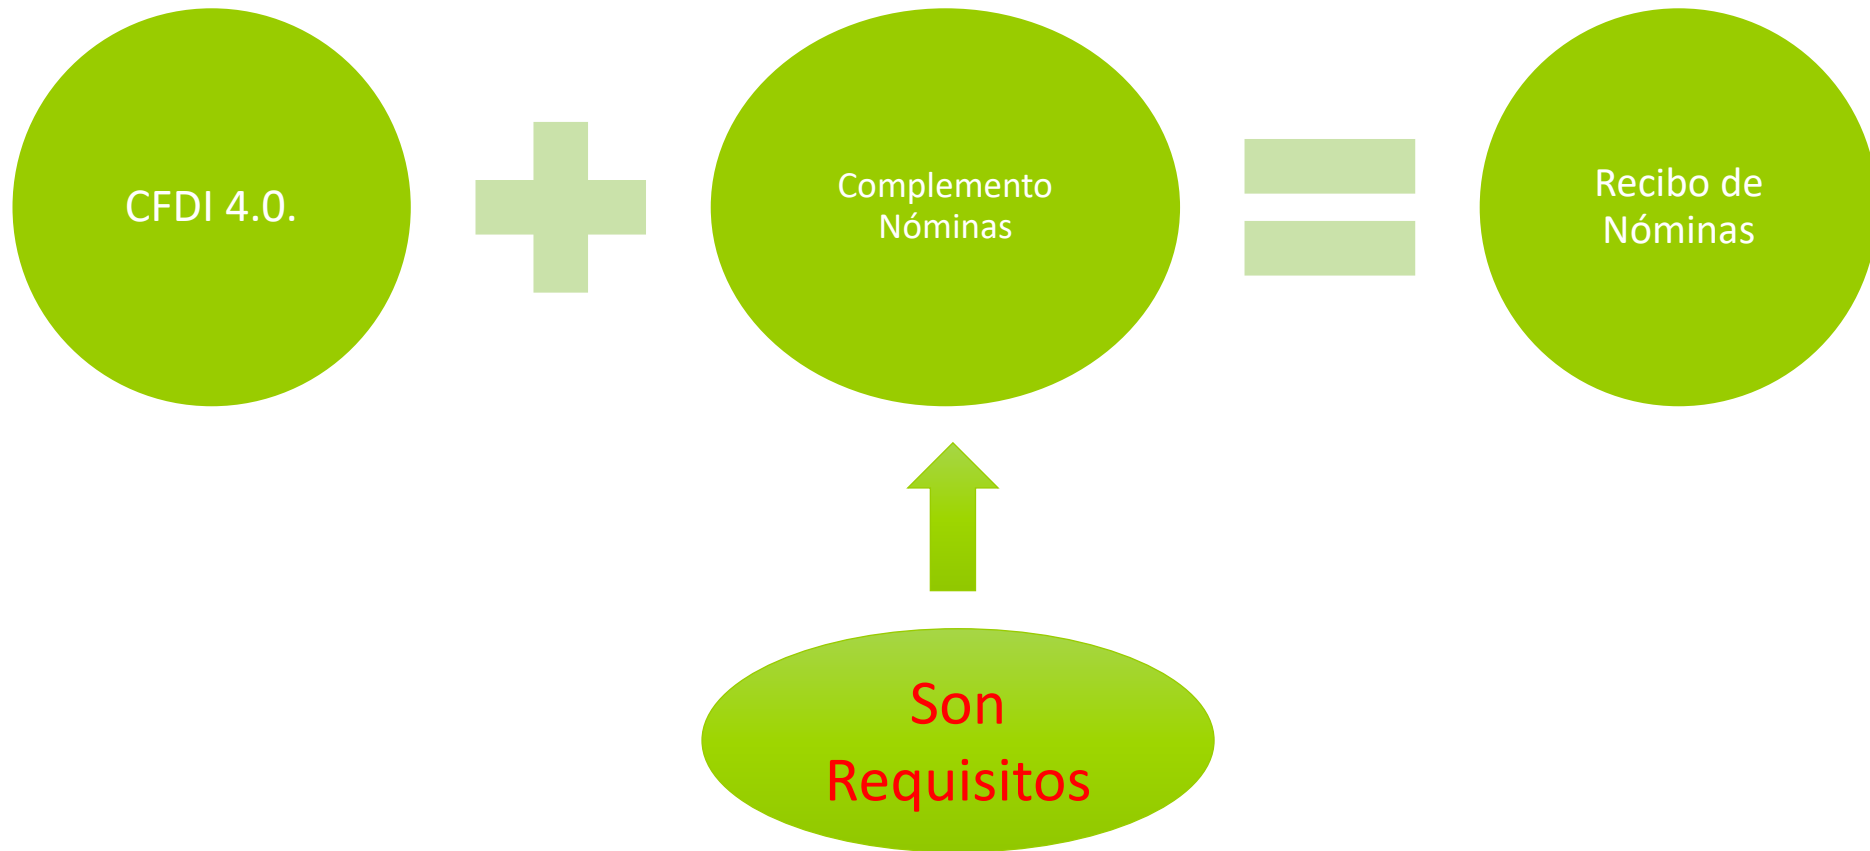 CFDI 4.0.
Complemento
Nóminas
Recibo de
Nóminas
Son
Requisitos